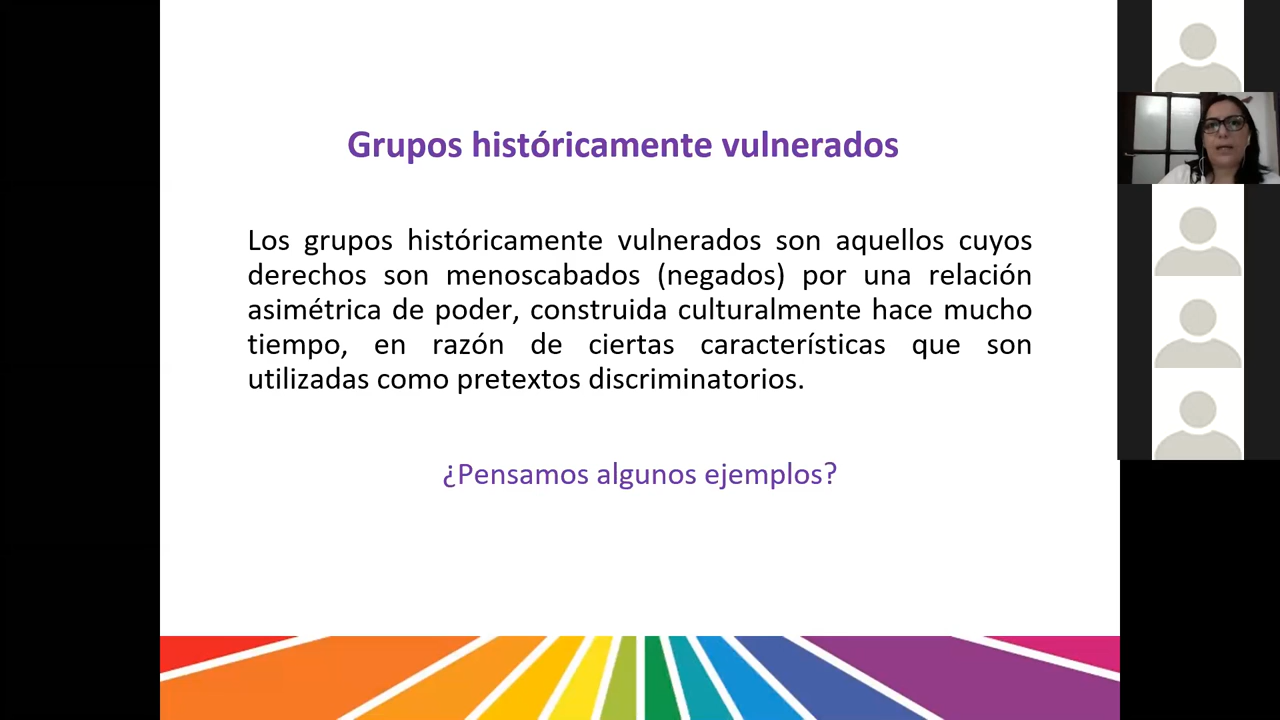 Grupos históricamente vulnerados
Los grupos históricamente vulnerados son aquellos cuyos
derechos son menoscabados (negados) por una relación
asimétrica de poder, construida culturalmente hace mucho
tiempo, en razón de ciertas características que son
utilizadas como pretextos discriminatorios.
¿Pensamos algunos ejemplos?